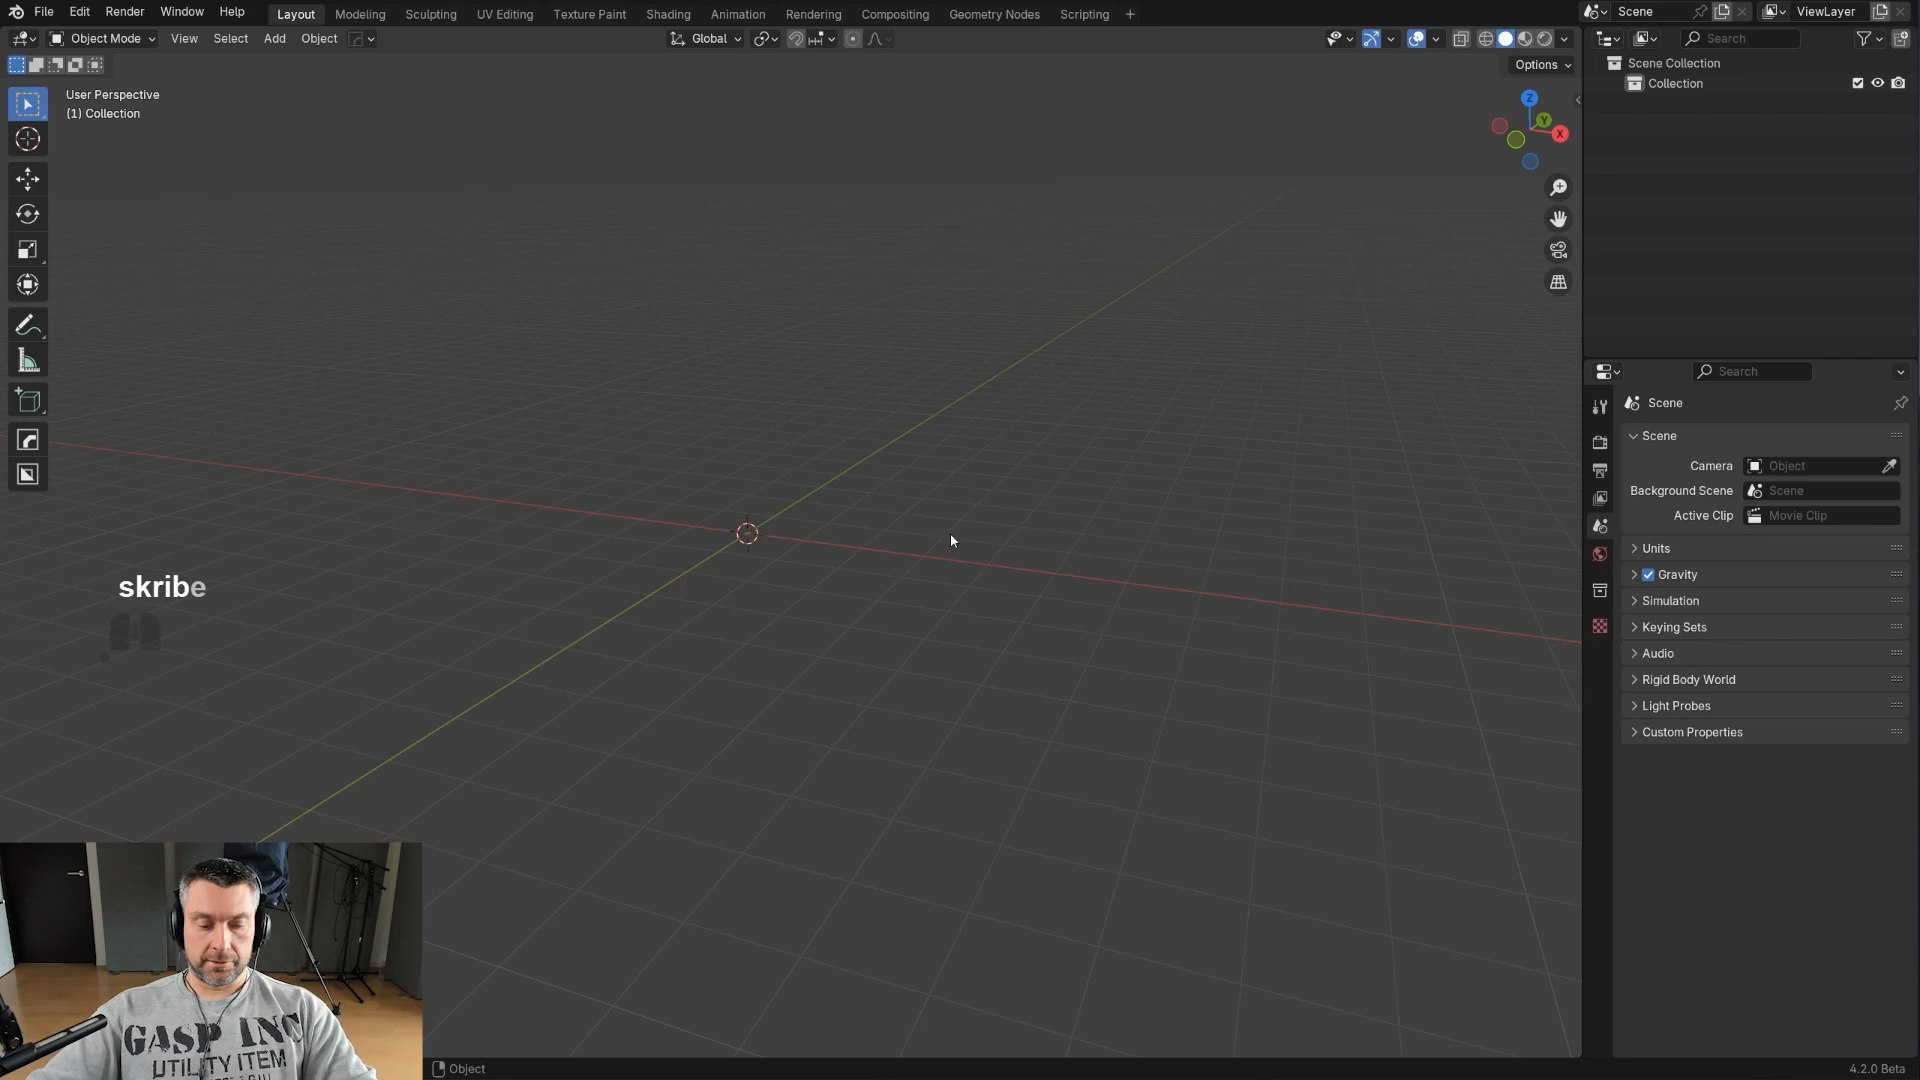 File Edit Render Window Help Layout Modeling Sculpting UV Editing Texture Paint Shading Animation Rendering Compositing Geometry Nodes Scripting + Scene ViewLayer
Object Mode View Select Add Object Global Search
Options
User Perspective
(1) Collection
Z
Y
X
Scene Collection
Collection
Search
Scene
Scene
Camera Object
Background Scene Scene
Active Clip Movie Clip
Units
Gravity
Simulation
Keying Sets
Audio
Rigid Body World
Light Probes
Custom Properties
skribe
GASP INC
UTILITY ITEM
Object
4.2.0 Beta